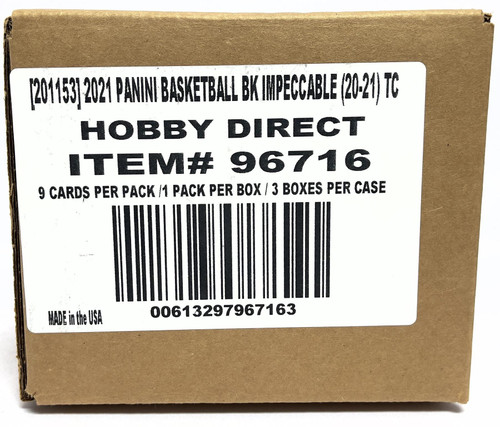 [201153] 2021 PANINI BASKETBALL BK IMPECCABLE (20-21) TC
HOBBY DIRECT
ITEM# 96716
9 CARDS PER PACK /1 PACK PER BOX / 3 BOXES PER CASE
00613297967163
MADE in the USA